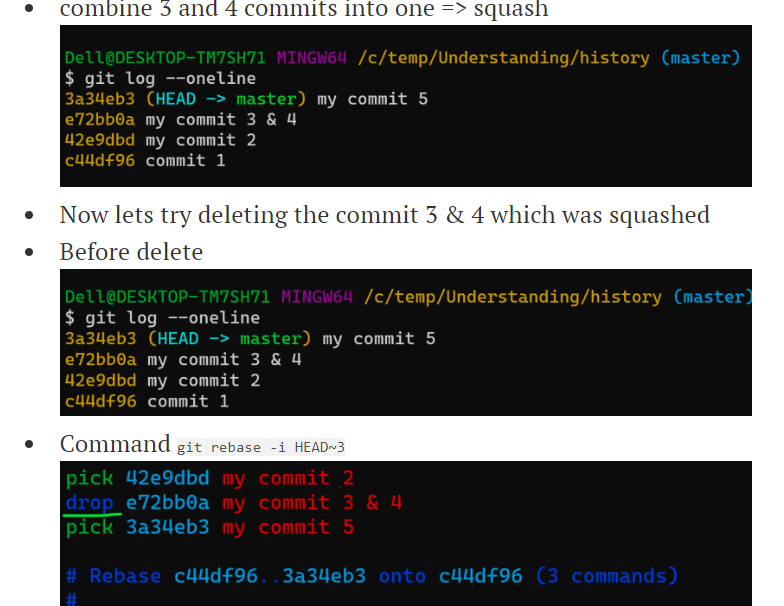 combine 3 and 4 commits into one => squash
Dell@DESKTOP-TM7SH71 MINGW64 /c/temp/Understanding/history (master)
$ git log --oneline
3a34eb3 (HEAD -> master) my commit 5
e72bb0a my commit 3 & 4
42e9dbd my commit 2
c44df96 commit 1
Now lets try deleting the commit 3 & 4 which was squashed
Before delete
Dell@DESKTOP-TM7SH71 MINGW64 /c/temp/Understanding/history (master)
$ git log --oneline
3a34eb3 (HEAD -> master) my commit 5
e72bb0a my commit 3 & 4
42e9dbd my commit 2
c44df96 commit 1
Command git rebase -i HEAD~3
pick 42e9dbd my commit 2
drop e72bb0a my commit 3 & 4
pick 3a34eb3 my commit 5
# Rebase c44df96..3a34eb3 onto c44df96 (3 commands)
#